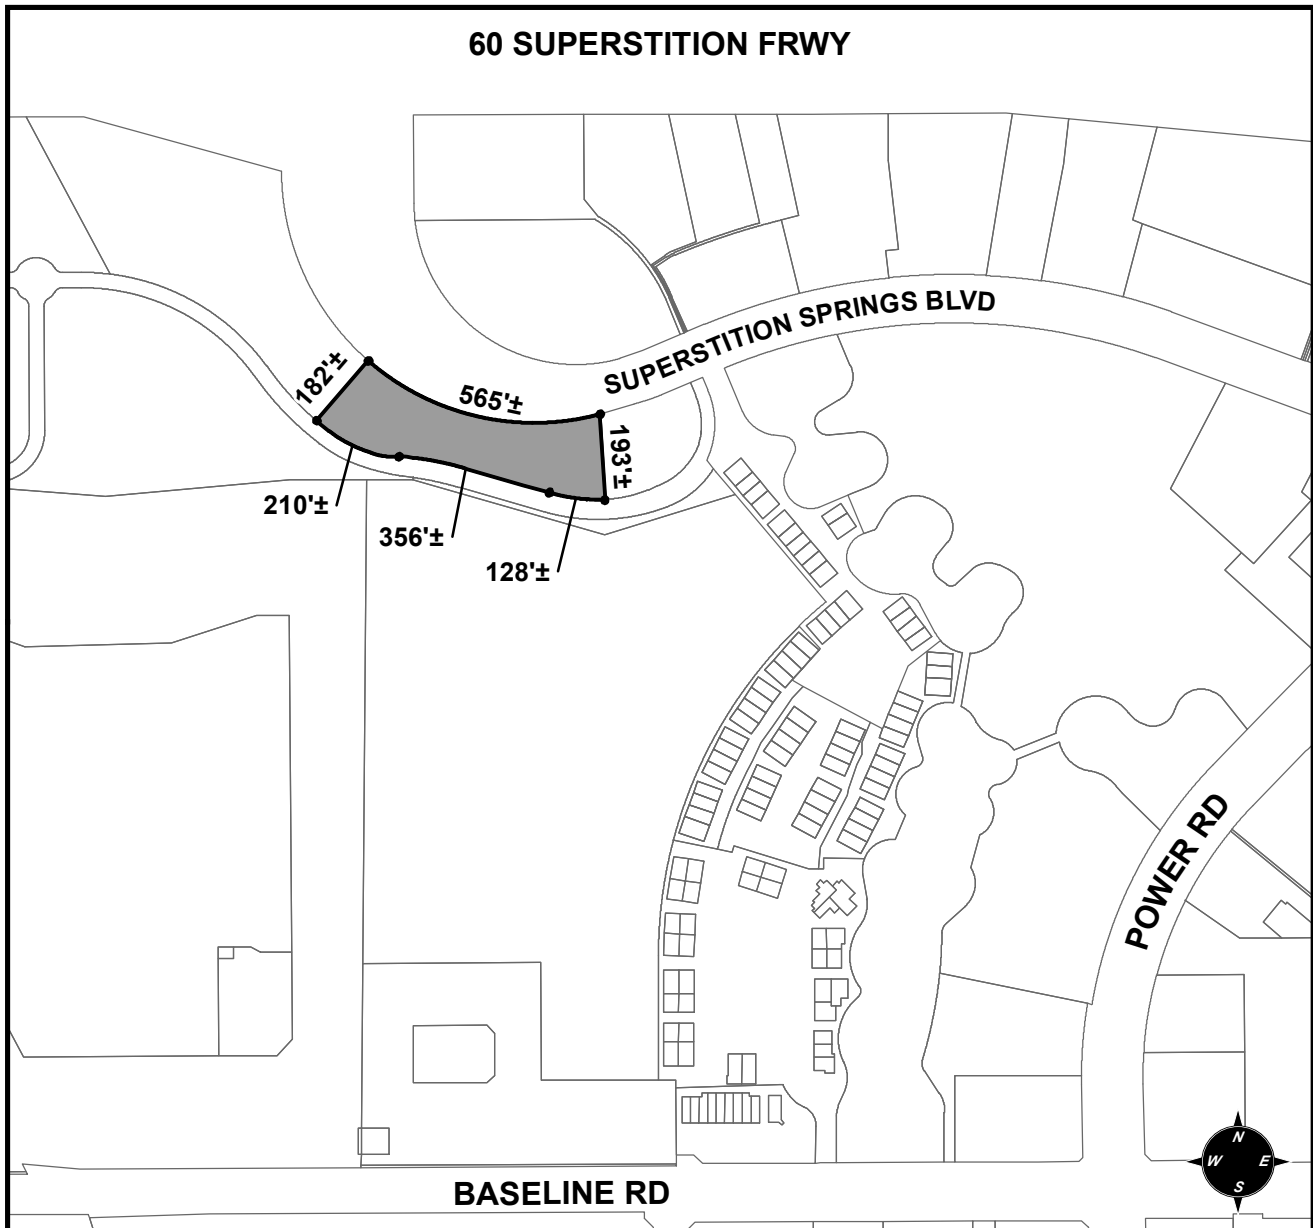 60 SUPERSTITION FRWY
SUPERSTITION SPRINGS BLVD
182'±
565'±
193'±
210'±
356'±
128'±
POWER RD
N
W E
S
BASELINE RD